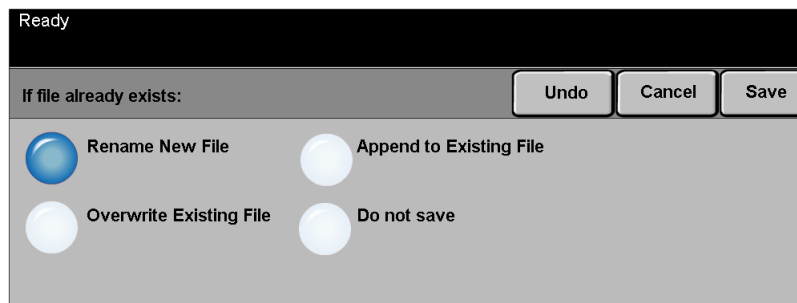 Ready
If file already exists:
Undo
Cancel
Save
Rename New File
Append to Existing File
Overwrite Existing File
Do not save